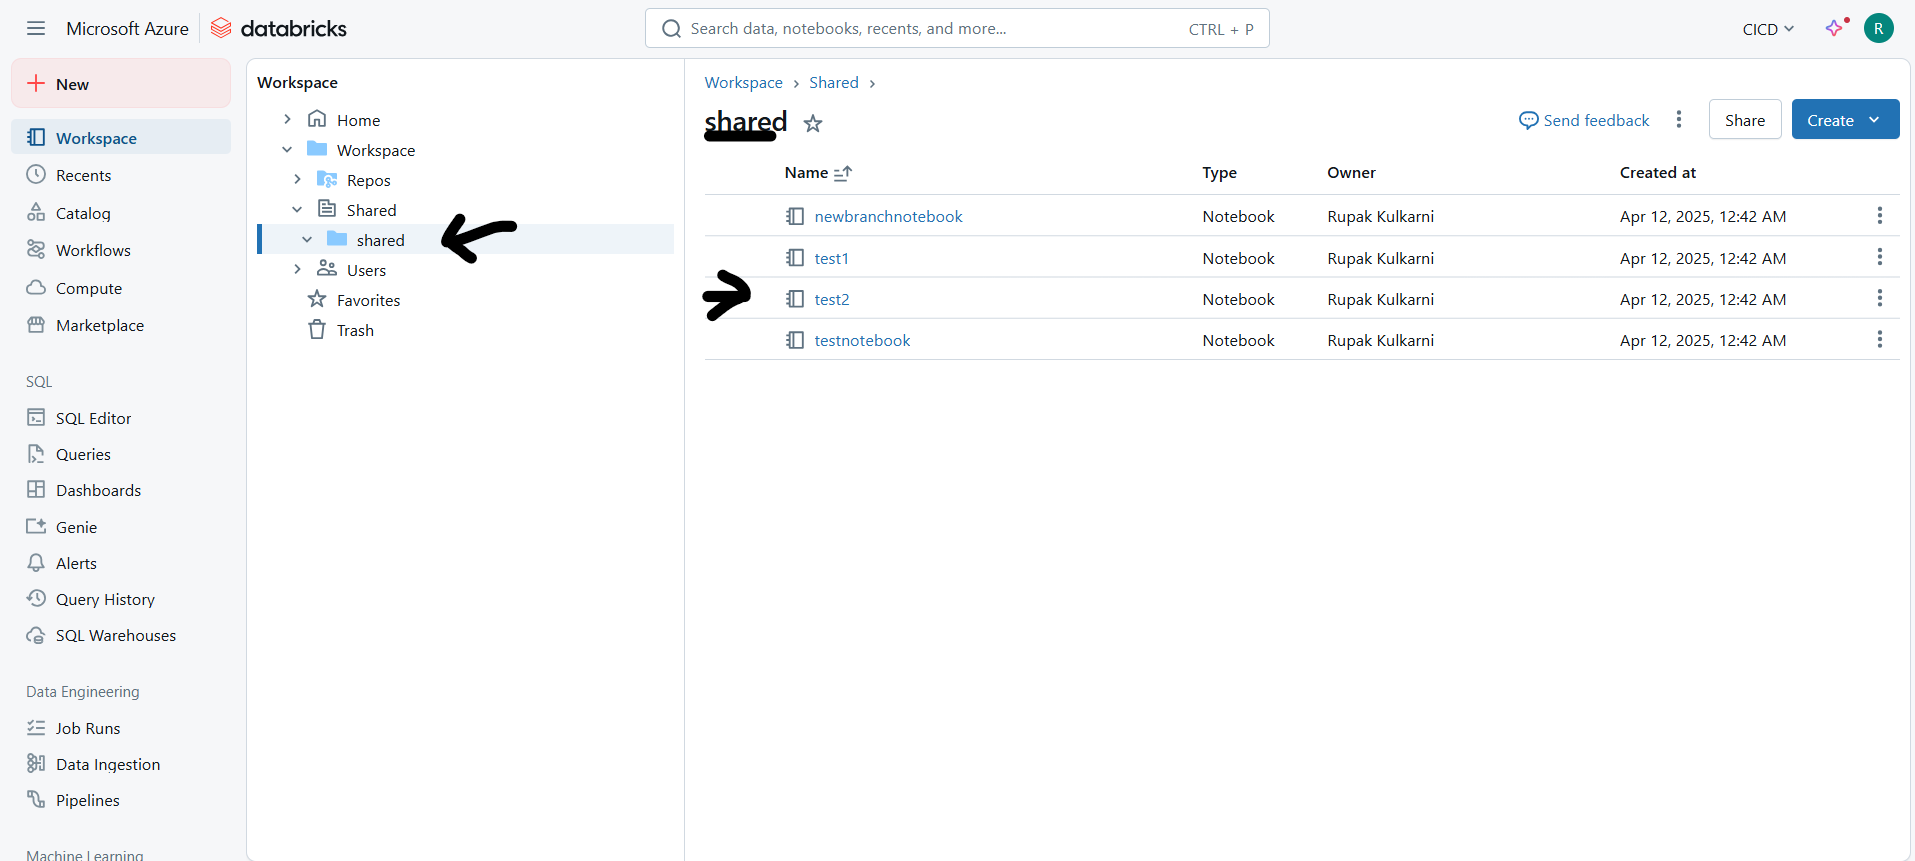 Microsoft Azure databricks Search data, notebooks, recents, and more... CTRL + P CICD R
New
Workspace
Recents
Catalog
Workflows
Compute
Marketplace
SQL
SQL Editor
Queries
Dashboards
Genie
Alerts
Query History
SQL Warehouses
Data Engineering
Job Runs
Data Ingestion
Pipelines
Machine Learning
Workspace
Home
Workspace
Repos
Shared
shared
Users
Favorites
Trash
Workspace › Shared ›
shared Send feedback Share Create
Name Type Owner Created at
newbranchnotebook Notebook Rupak Kulkarni Apr 12, 2025, 12:42 AM
test1 Notebook Rupak Kulkarni Apr 12, 2025, 12:42 AM
test2 Notebook Rupak Kulkarni Apr 12, 2025, 12:42 AM
testnotebook Notebook Rupak Kulkarni Apr 12, 2025, 12:42 AM